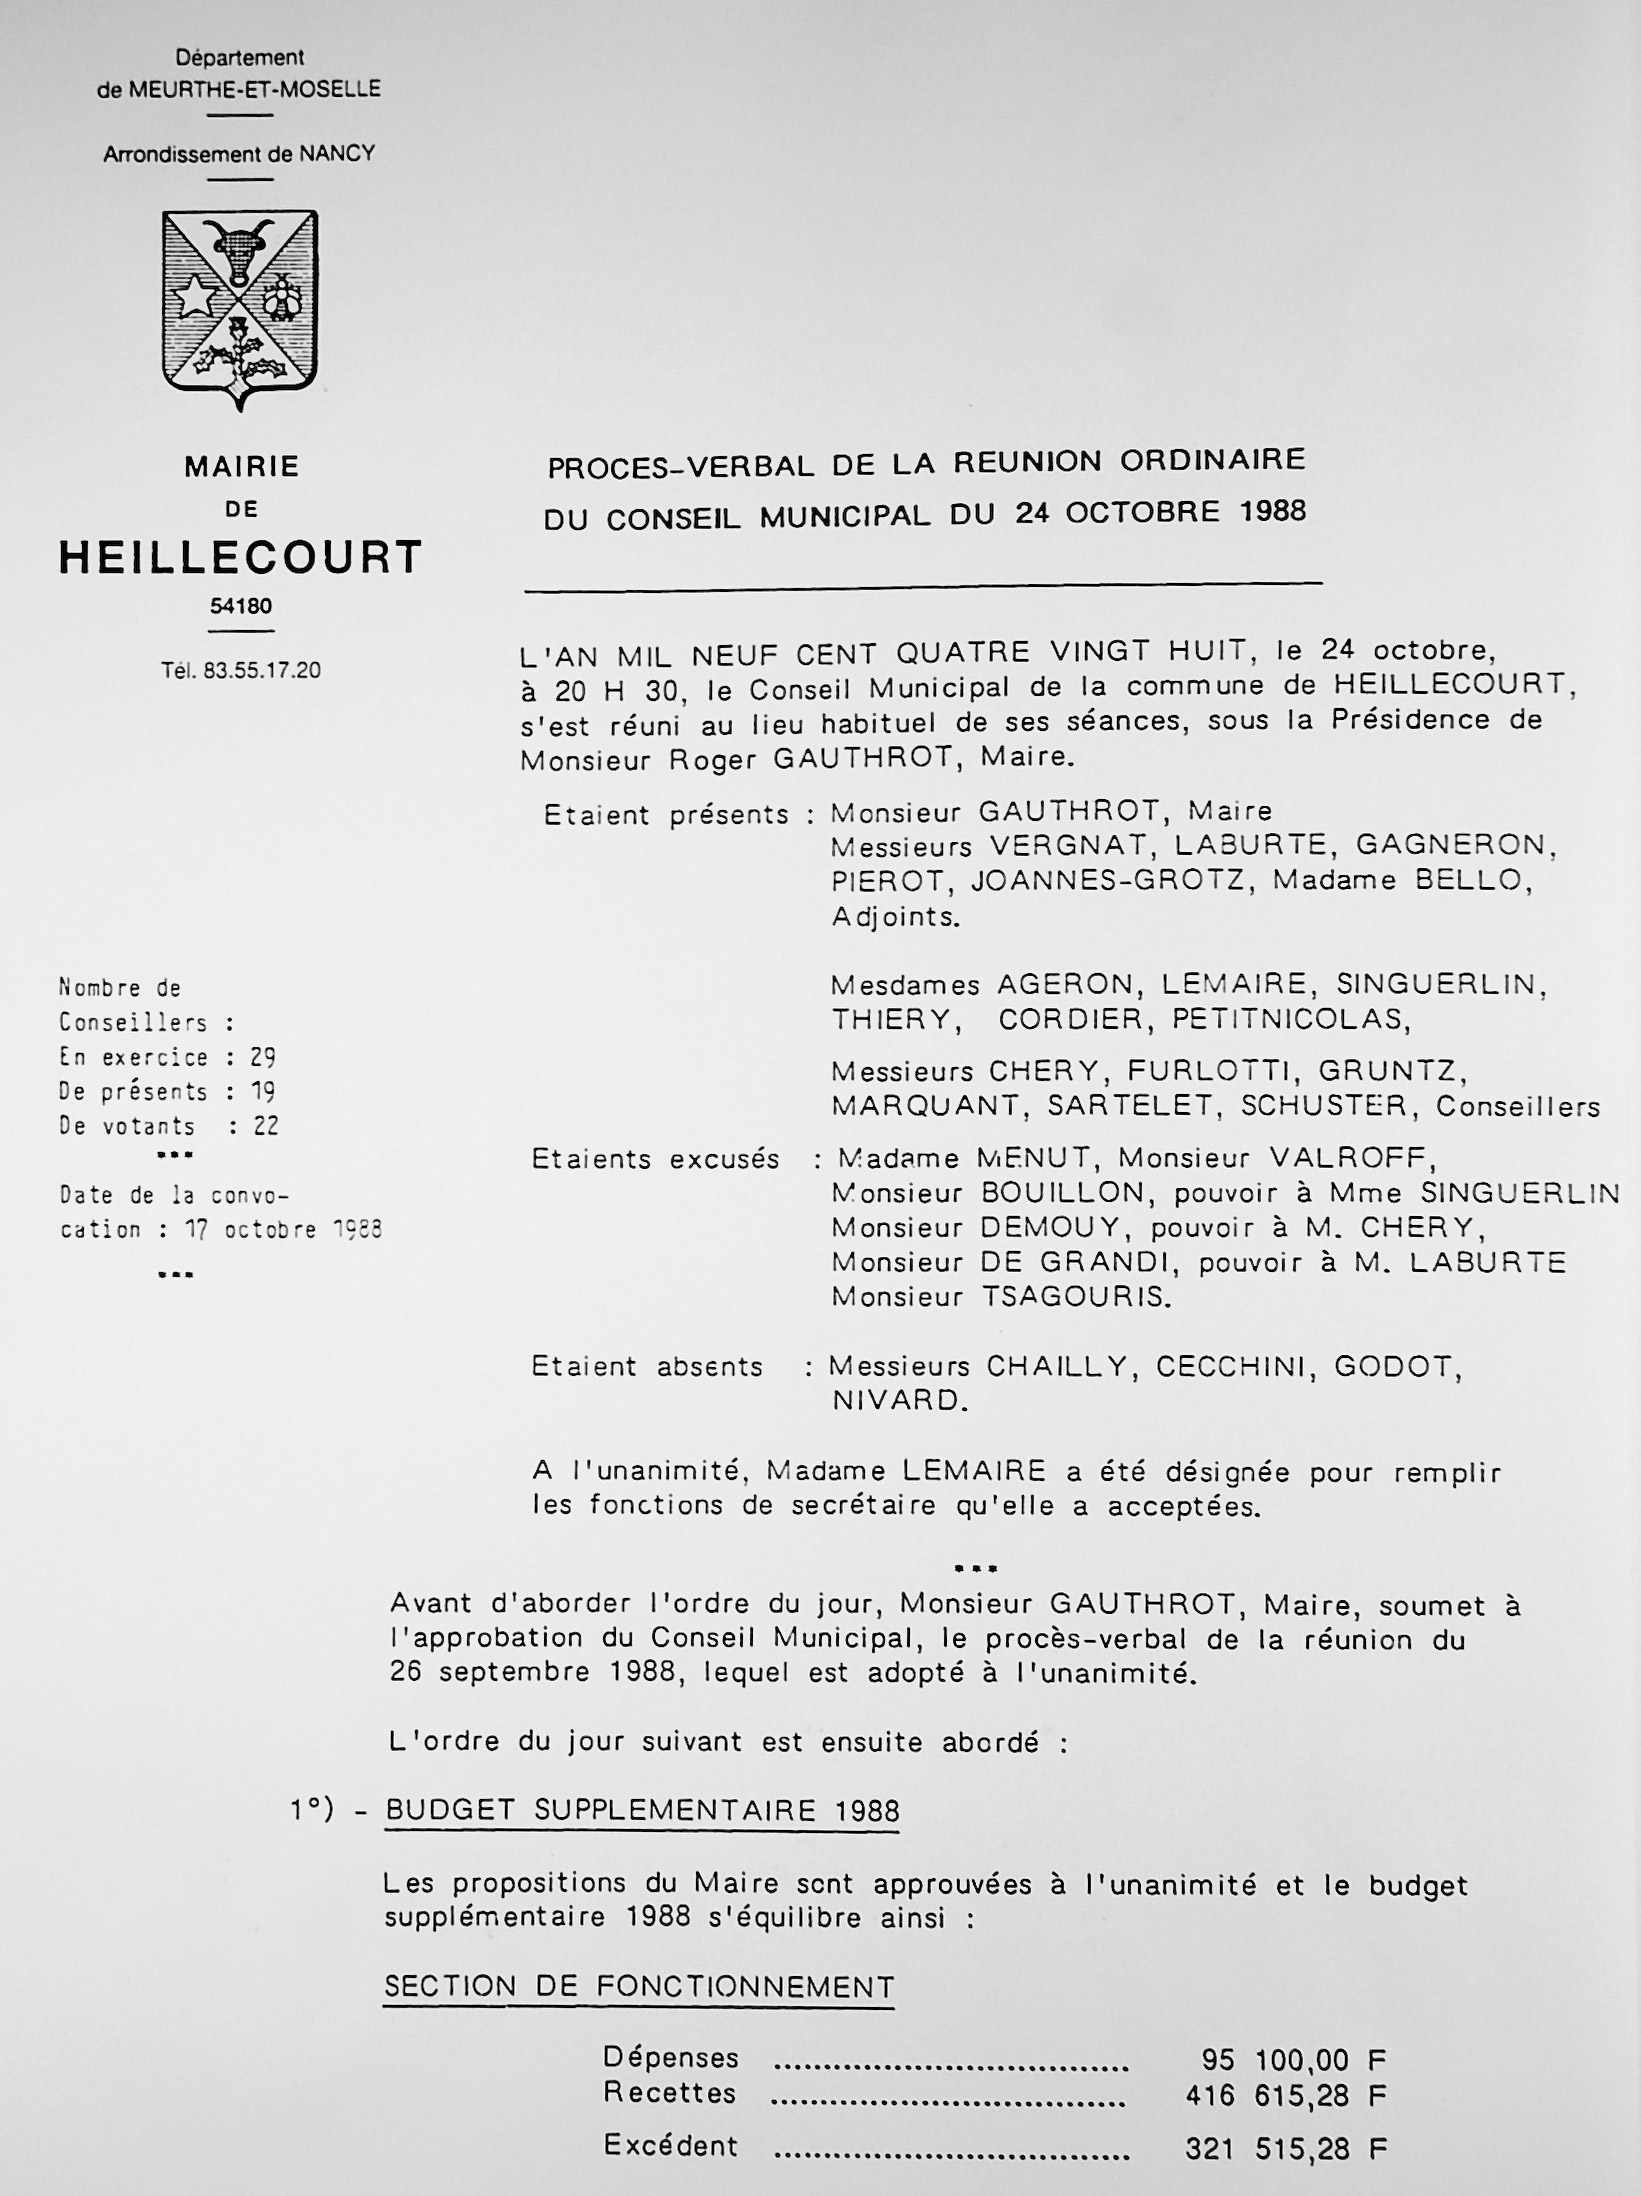 Département
de MEURTHE-ET-MOSELLE
Arrondissement de NANCY
MAIRIE
DE
HEILLECOURT
54180
Tél. 83.55.17.20
PROCES-VERBAL DE LA REUNION ORDINAIRE
DU CONSEIL MUNICIPAL DU 24 OCTOBRE 1988
L'AN MIL NEUF CENT QUATRE VINGT HUIT, le 24 octobre,
à 20 H 30, le Conseil Municipal de la commune de HEILLECOURT,
s'est réuni au lieu habituel de ses séances, sous la Présidence de
Monsieur Roger GAUTHROT, Maire.
Etaient présents : Monsieur GAUTHROT, Maire
Messieurs VERGNAT, LABURTE, GAGNERON,
PIEROT, JOANNES-GROTZ, Madame BELLO,
Adjoints.
Mesdames AGERON, LEMAIRE, SINGUERLIN,
THIERY, CORDIER, PETITNICOLAS,
Messieurs CHERY, FURLOTTI, GRUNTZ,
MARQUANT, SARTELET, SCHUSTER, Conseillers
Nombre de
Conseillers :
En exercice : 29
De présents : 19
De votants : 22
...
Date de la convo-
cation : 17 octobre 1988
...
Etaients excusés : Madame MENUT, Monsieur VALROFF,
Monsieur BOUILLON, pouvoir à Mme SINGUERLIN
Monsieur DEMOUY, pouvoir à M. CHERY,
Monsieur DE GRANDI, pouvoir à M. LABURTE
Monsieur TSAGOURIS.
Etaient absents : Messieurs CHAILLY, CECCHINI, GODOT,
NIVARD.
A l'unanimité, Madame LEMAIRE a été désignée pour remplir
les fonctions de secrétaire qu'elle a acceptées.
...
Avant d'aborder l'ordre du jour, Monsieur GAUTHROT, Maire, soumet à
l'approbation du Conseil Municipal, le procès-verbal de la réunion du
26 septembre 1988, lequel est adopté à l'unanimité.
L'ordre du jour suivant est ensuite abordé :
1°) - BUDGET SUPPLEMENTAIRE 1988
Les propositions du Maire sont approuvées à l'unanimité et le budget
supplémentaire 1988 s'équilibre ainsi :
SECTION DE FONCTIONNEMENT
Dépenses .................................... 95 100,00 F
Recettes .................................... 416 615,28 F
Excédent .................................... 321 515,28 F